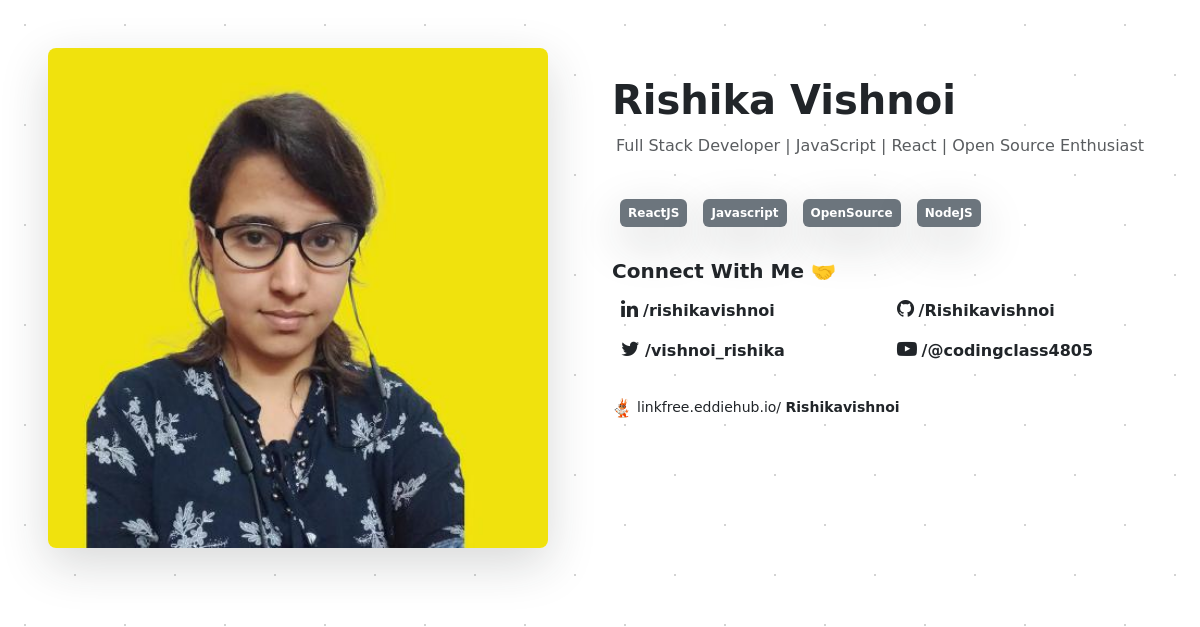 Rishika Vishnoi
Full Stack Developer | JavaScript | React | Open Source Enthusiast
ReactJS Javascript OpenSource NodeJS
Connect With Me 🤝
/rishikavishnoi /Rishikavishnoi
/vishnoi_rishika /@codingclass4805
linkfree.eddiehub.io/ Rishikavishnoi